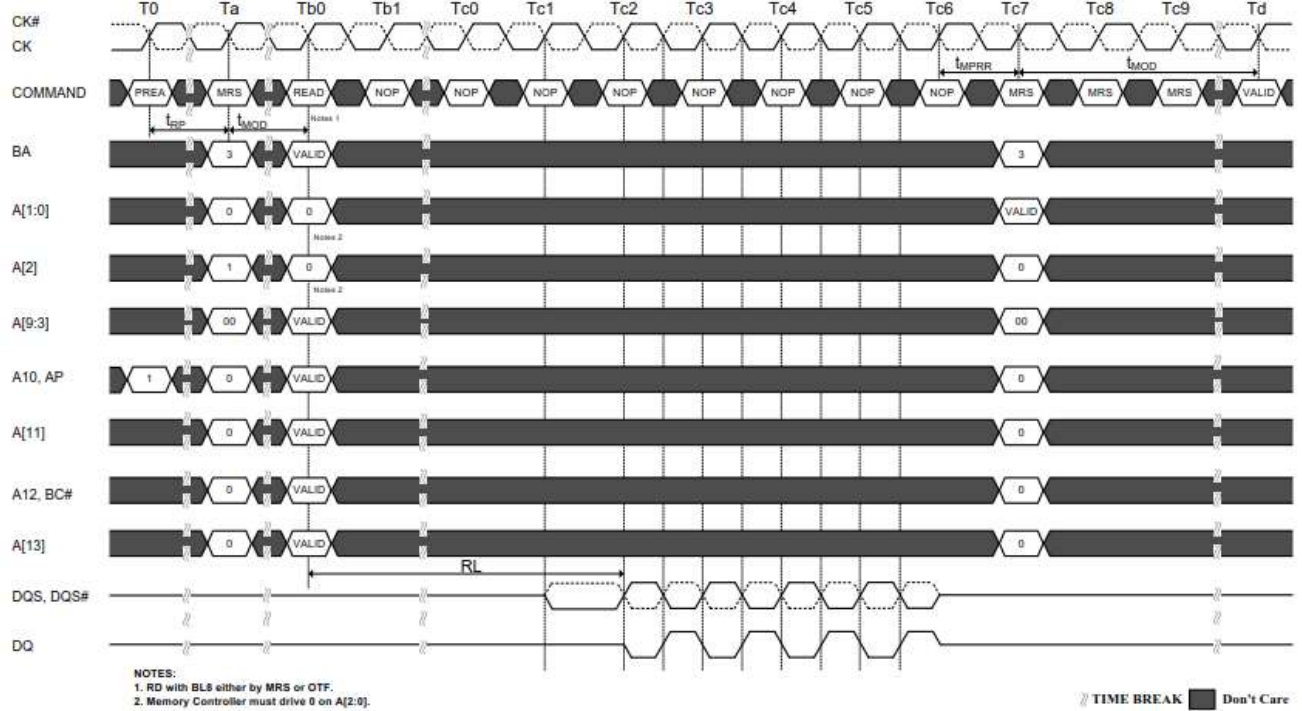 T0 Ta Tb0 Tb1 Tc0 Tc1 Tc2 Tc3 Tc4 Tc5 Tc6 Tc7 Tc8 Tc9 Td
CK#
CK
tMPRR tMOD
COMMAND PREA MRS READ NOP NOP NOP NOP NOP NOP NOP NOP MRS MRS MRS VALID
tRP tMOD Notes 1
BA 3 VALID 3
A[1:0] 0 0 VALID
Notes 2
A[2] 1 0 0
Notes 2
A[9:3] 00 VALID 00
A10, AP 1 0 VALID 0
A[11] 0 VALID 0
A12, BC# 0 VALID 0
A[13] 0 VALID 0
RL
DQS, DQS#
DQ
NOTES:
1. RD with BL8 either by MRS or OTF.
2. Memory Controller must drive 0 on A[2:0].
TIME BREAK Don't Care